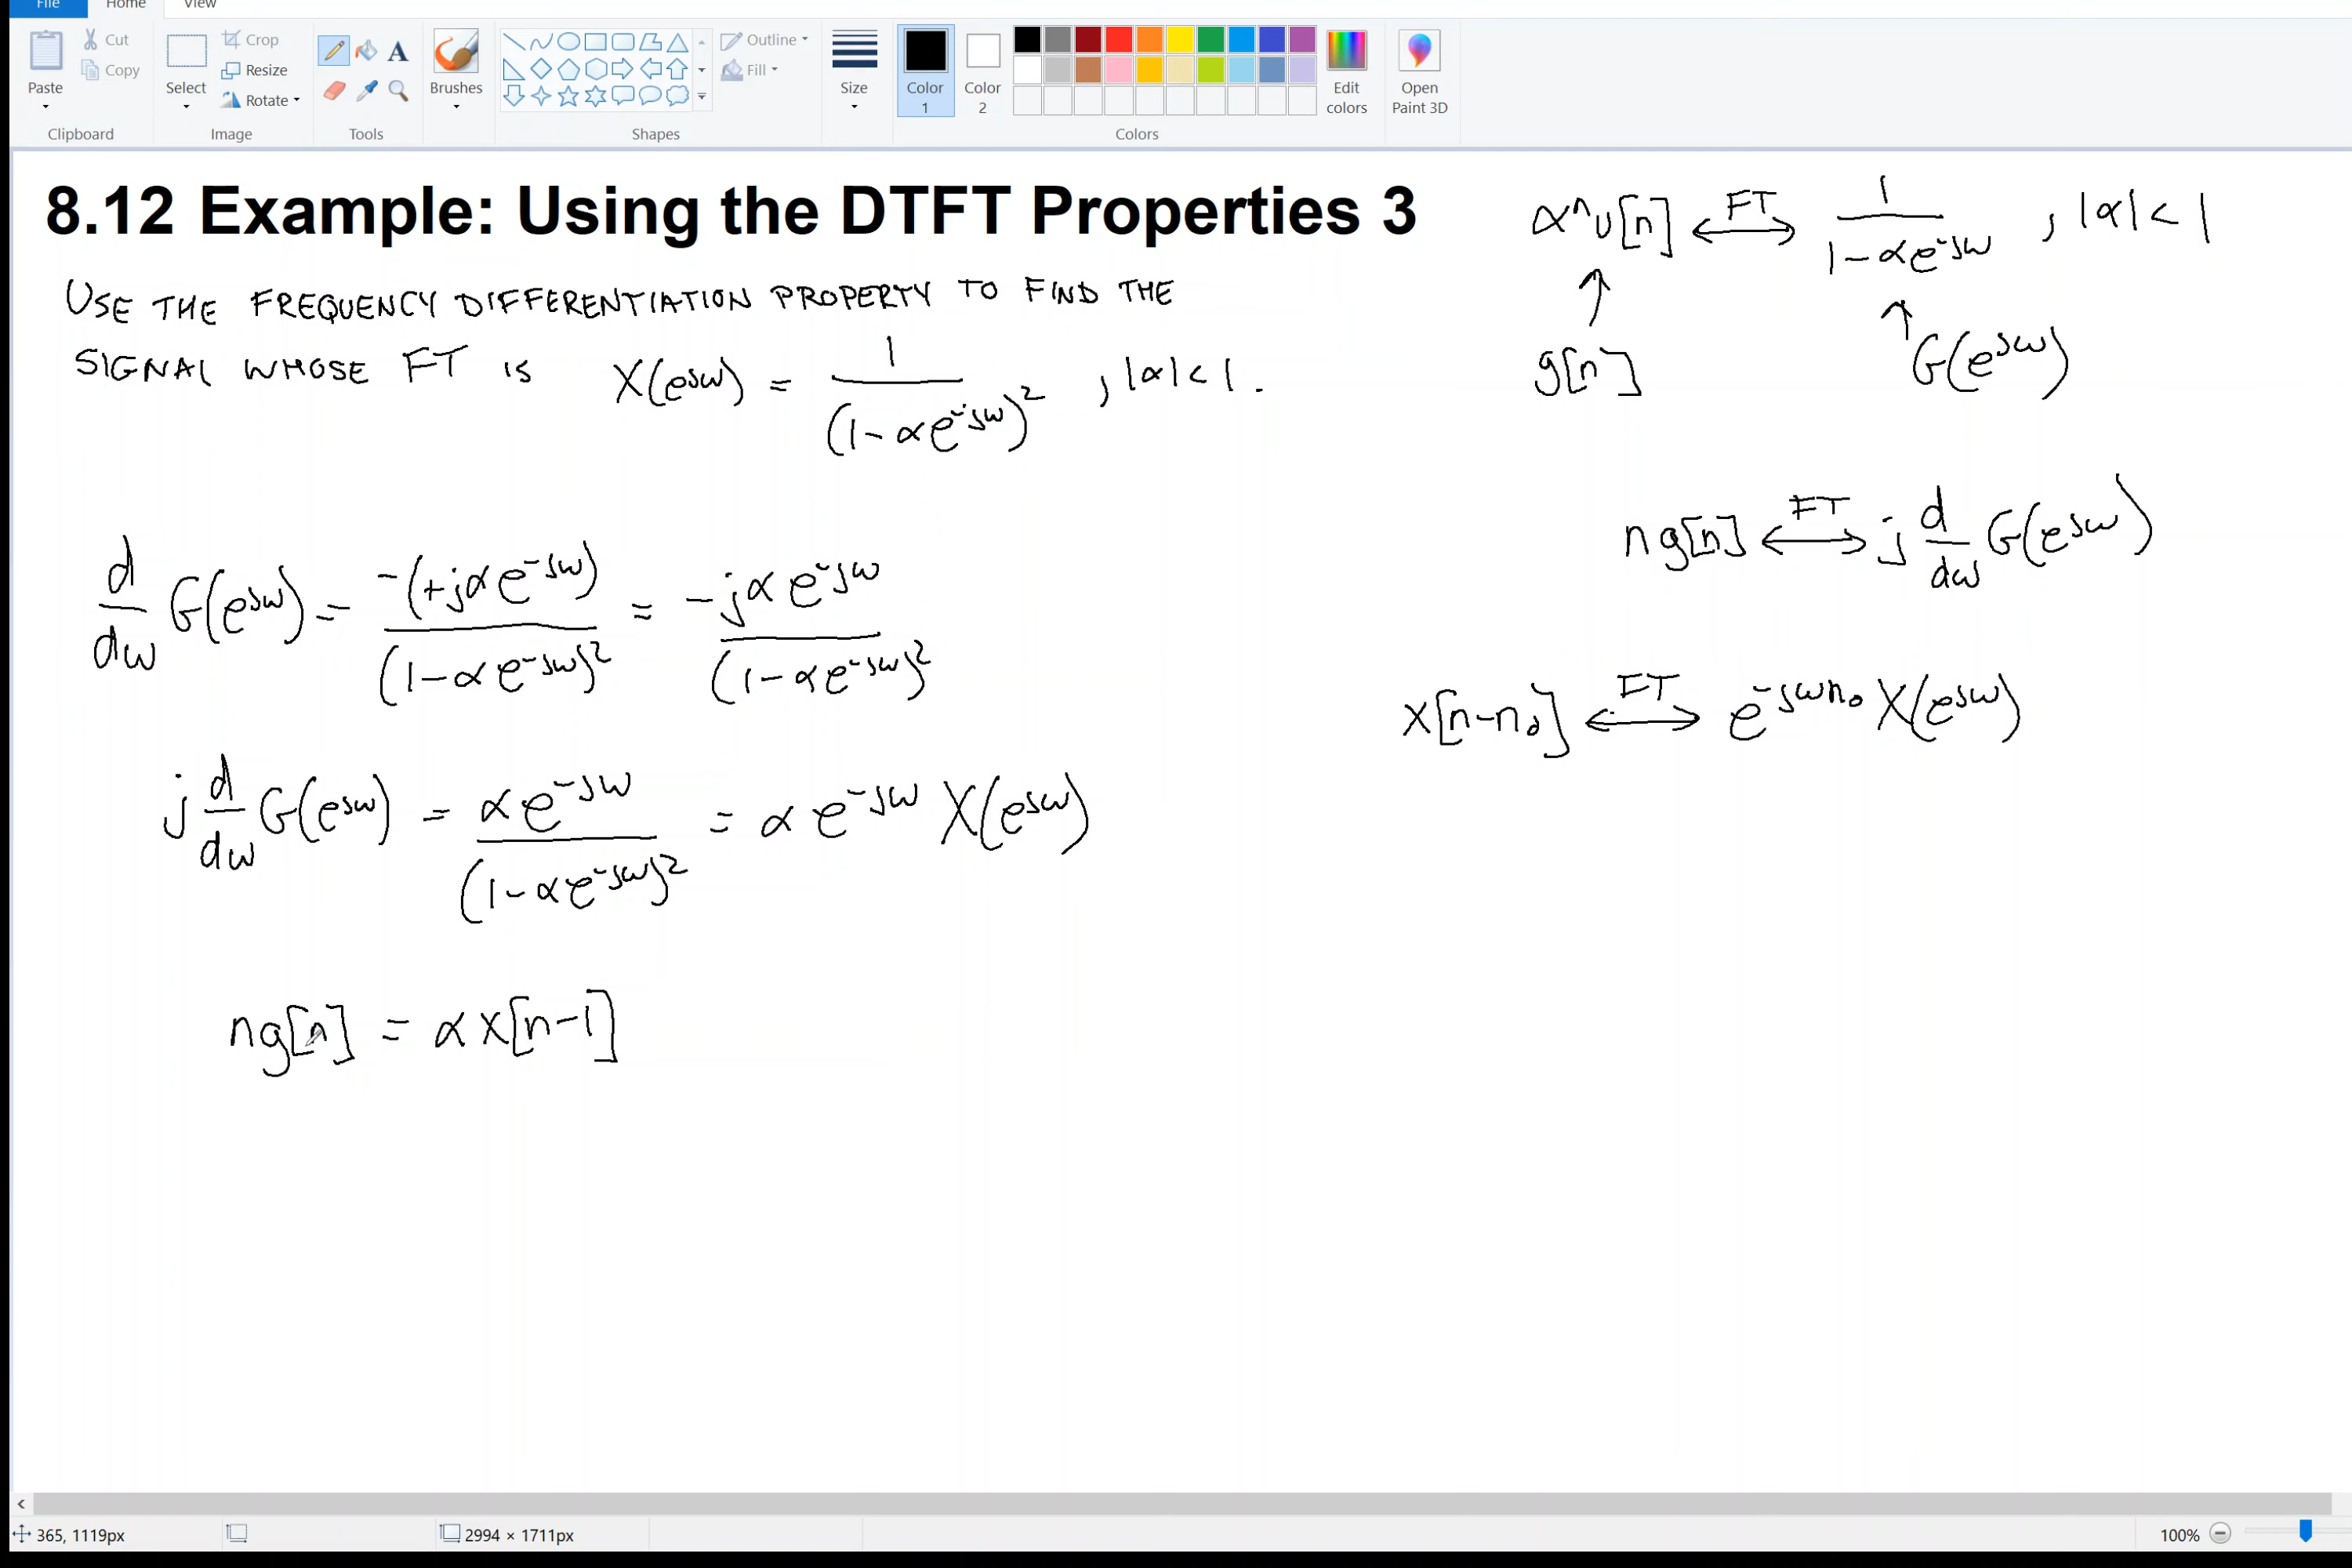 File Home View
Paste Cut Copy Select Crop Resize Rotate A Brushes Outline Fill Size Color 1 Color 2 Edit colors Open Paint 3D
Clipboard Image Tools Shapes Colors
8.12 Example: Using the DTFT Properties 3
USE THE FREQUENCY DIFFERENTIATION PROPERTY TO FIND THE
SIGNAL WHOSE FT IS X(e^jω) = 1/(1-αe^-jω)^2 , |α| < 1.
d/dω G(e^jω) = -(+jαe^-jω)/(1-αe^-jω)^2 = -jαe^-jω/(1-αe^-jω)^2
j d/dω G(e^jω) = αe^-jω/(1-αe^-jω)^2 = αe^-jω X(e^jω)
ng[n] = αx[n-1]
α^n u[n] ⟷ FT 1/(1-αe^-jω) , |α| < 1
↑ ↑
g[n] G(e^jω)
ng[n] ⟷ FT j d/dω G(e^jω)
x[n-n₀] ⟷ FT e^-jωn₀ X(e^jω)
365, 1119px 2994 × 1711px 100%